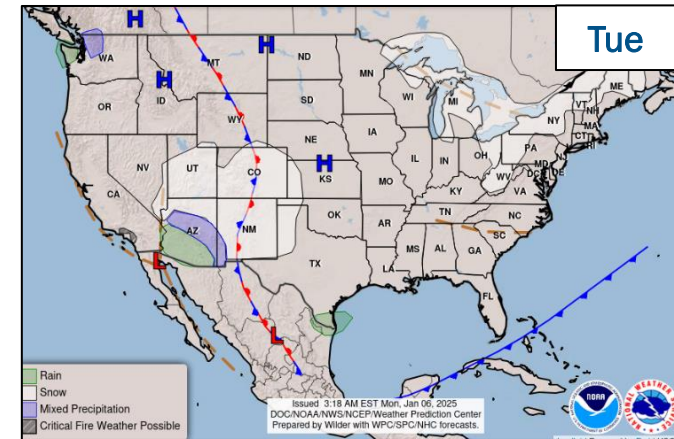 Tue
H
H
H
H
WA
MT
ND
MN
ME
OR
ID
WY
SD
WI
MI
NY
VT
NH
MA
CT
RI
NV
UT
CO
NE
IA
IL
IN
OH
PA
MD
DE
DC
WV
VA
CA
KS
MO
KY
AZ
NM
OK
AR
TN
NC
SC
TX
LA
MS
AL
GA
FL
L
L
Rain
Snow
Mixed Precipitation
Critical Fire Weather Possible
Issued 3:18 AM EST Mon, Jan 06, 2025
DOC/NOAA/NWS/NCEP/Weather Prediction Center
Prepared by Wilder with WPC/SPC/NHC forecasts.
NOAA